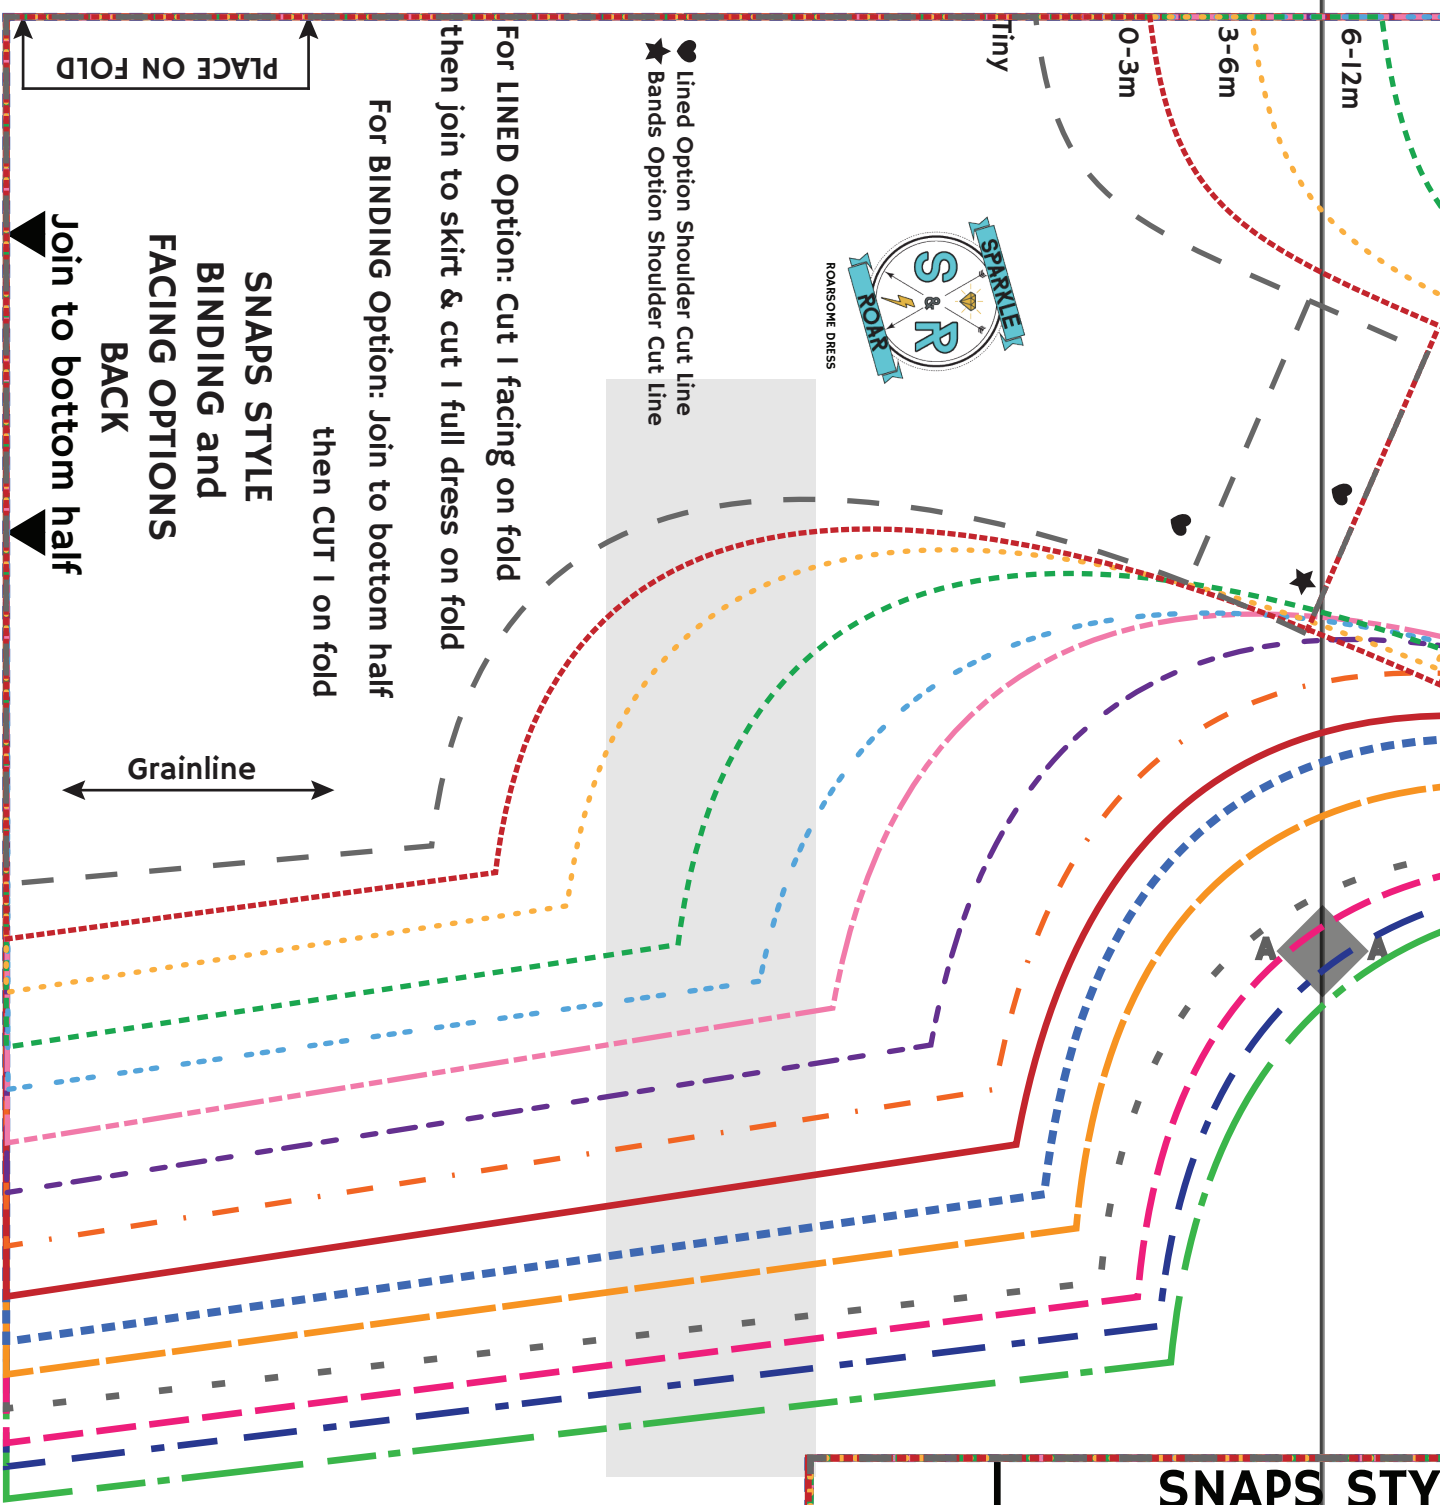 PLACE ON FOLD
Tiny
0-3m
3-6m
6-12m
Lined Option Shoulder Cut Line
Bands Option Shoulder Cut Line
For LINED Option: Cut 1 facing on fold
then join to skirt & cut 1 full dress on fold
For BINDING Option: Join to bottom half
then CUT 1 on fold
SNAPS STYLE
BINDING and
FACING OPTIONS
BACK
Join to bottom half
SPARKLE
S & R
ROAR
ROARSOME DRESS
Grainline
A A
SNAPS STY